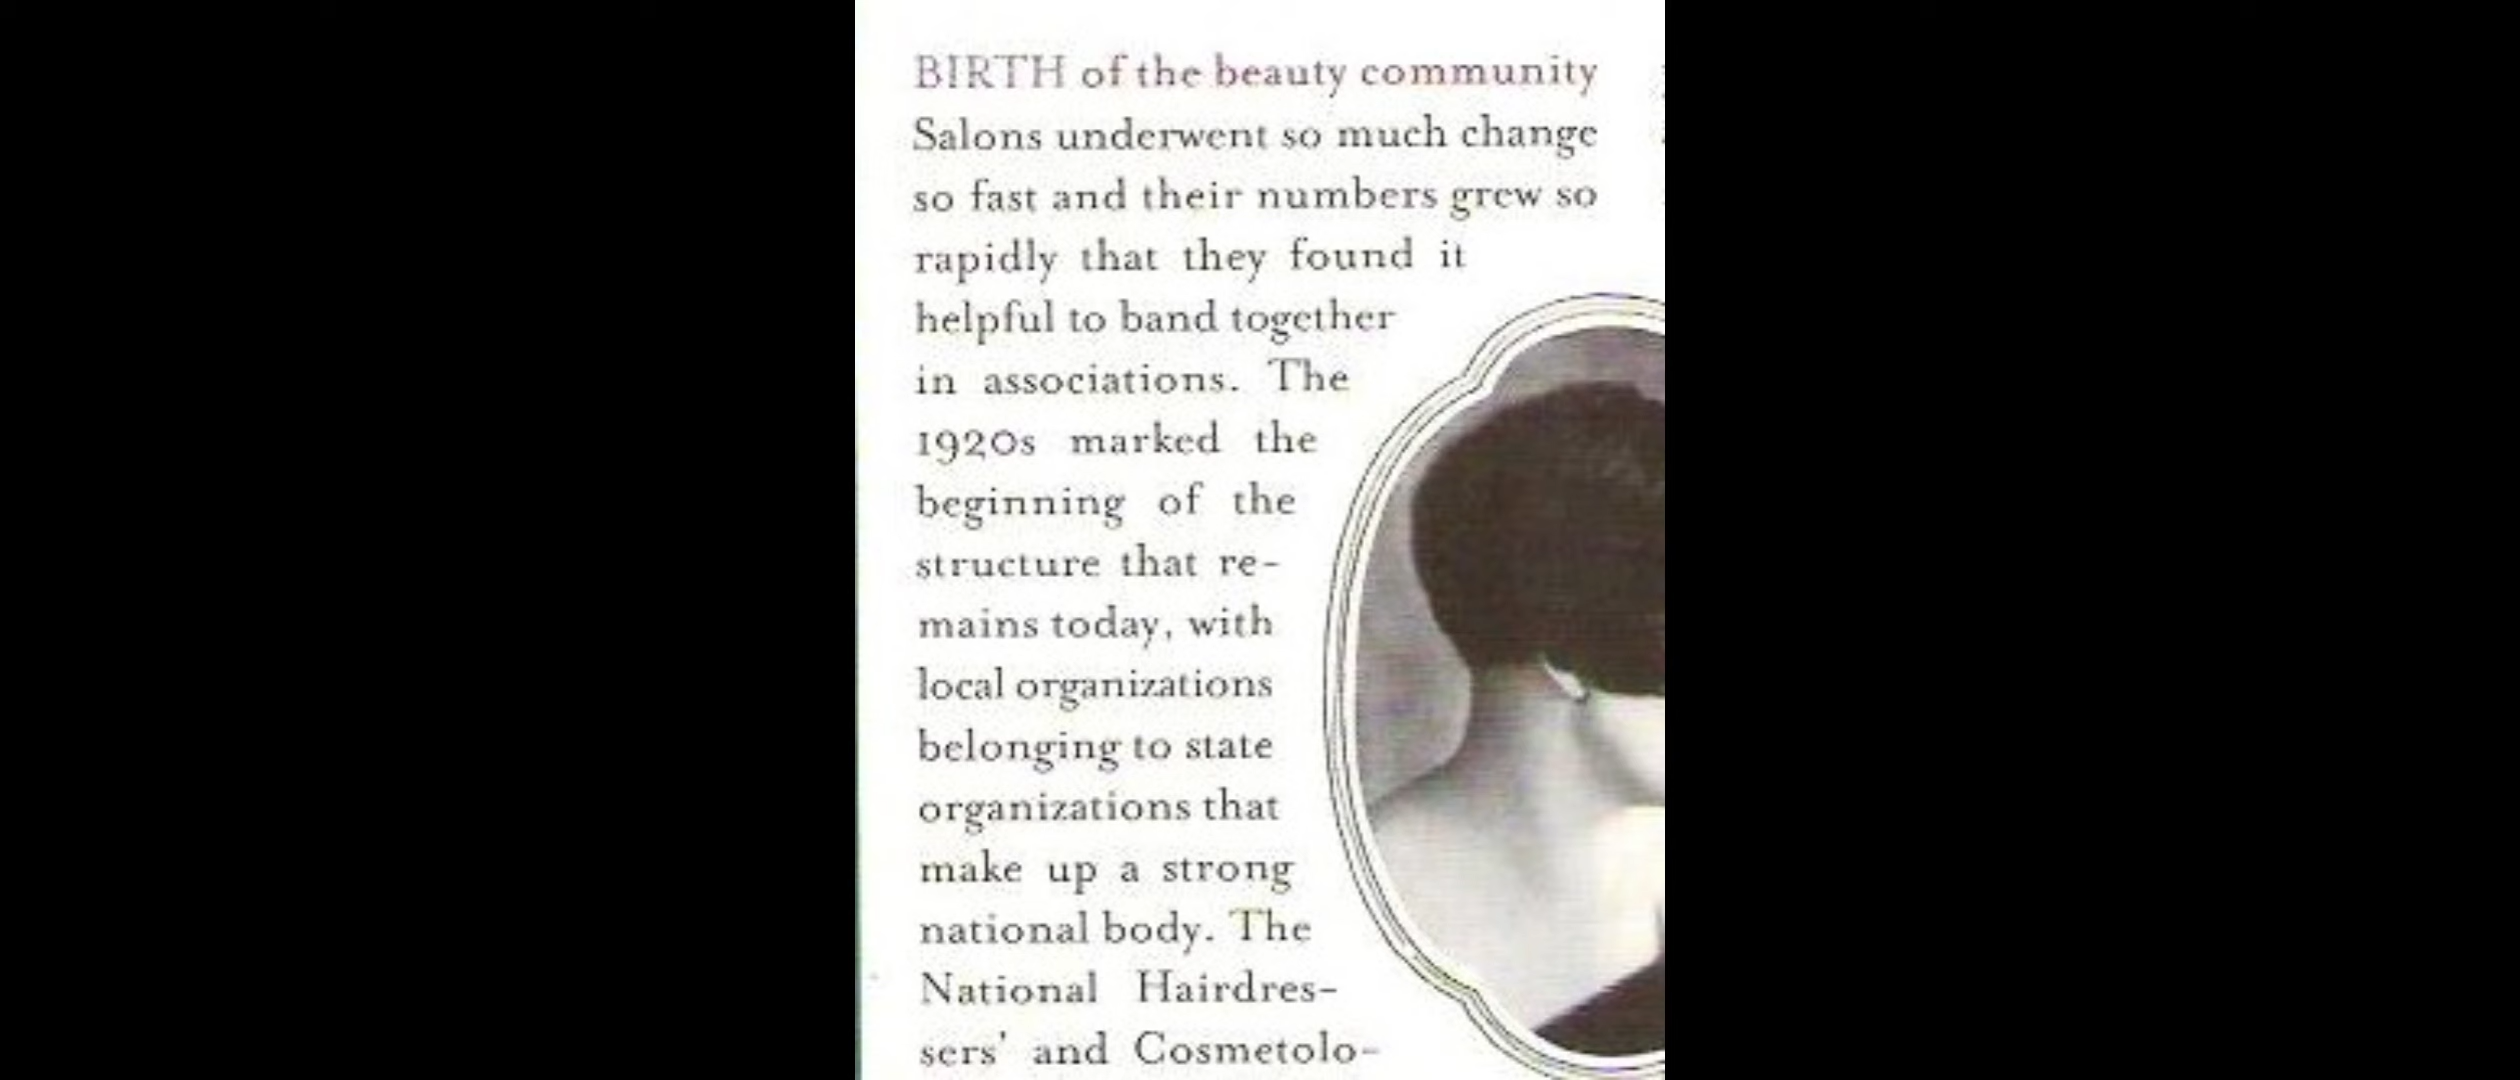 BIRTH of the beauty community
Salons underwent so much change
so fast and their numbers grew so
rapidly that they found it
helpful to band together
in associations. The
1920s marked the
beginning of the
structure that re-
mains today, with
local organizations
belonging to state
organizations that
make up a strong
national body. The
National Hairdres-
sers' and Cosmetolo-